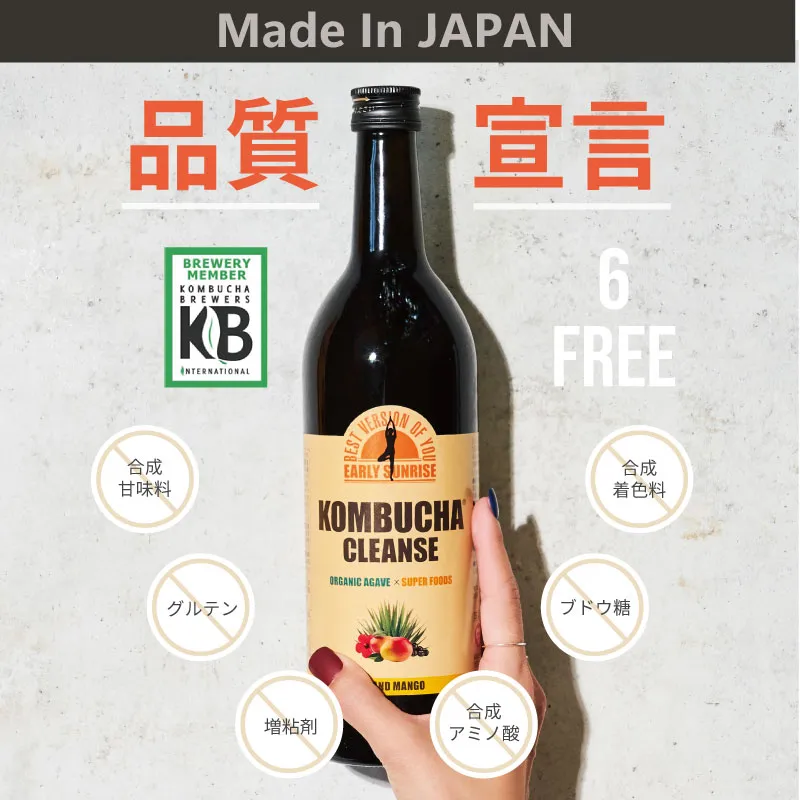 Made In JAPAN
品質 宣言
BREWERY
MEMBER
KOMBUCHA
BREWERS
KB
INTERNATIONAL
6
FREE
BEST VERSION OF YOU
EARLY SUNRISE
KOMBUCHA®
CLEANSE
ORGANIC AGAVE × SUPER FOODS
MANGO
合成
甘味料
合成
着色料
グルテン
ブドウ糖
増粘剤
合成
アミノ酸